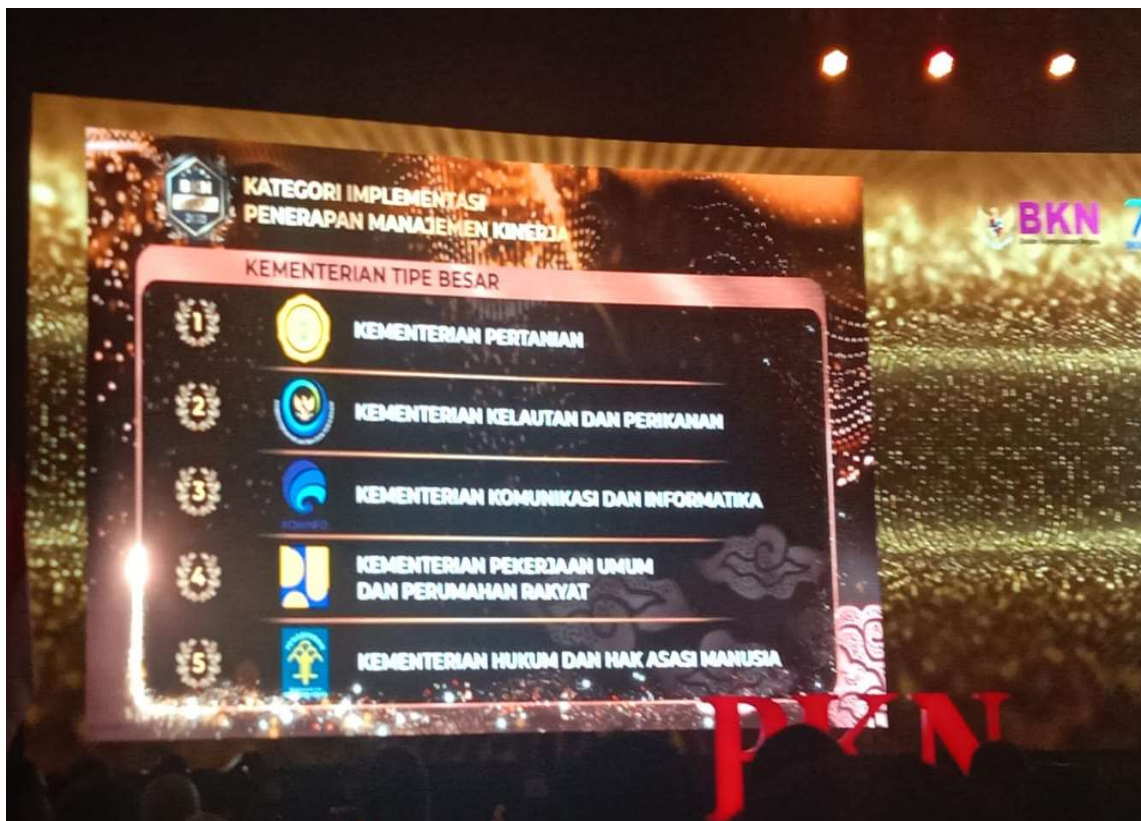 BKN
KATEGORI IMPLEMENTASI
PENERAPAN MANAJEMEN KINERJA
BKN
KEMENTERIAN TIPE BESAR
1
KEMENTERIAN PERTANIAN
2
KEMENTERIAN KELAUTAN DAN PERIKANAN
3
KEMENTERIAN KOMUNIKASI DAN INFORMATIKA
KOMINFO
4
KEMENTERIAN PEKERJAAN UMUM
DAN PERUMAHAN RAKYAT
5
KEMENTERIAN HUKUM DAN HAK ASASI MANUSIA